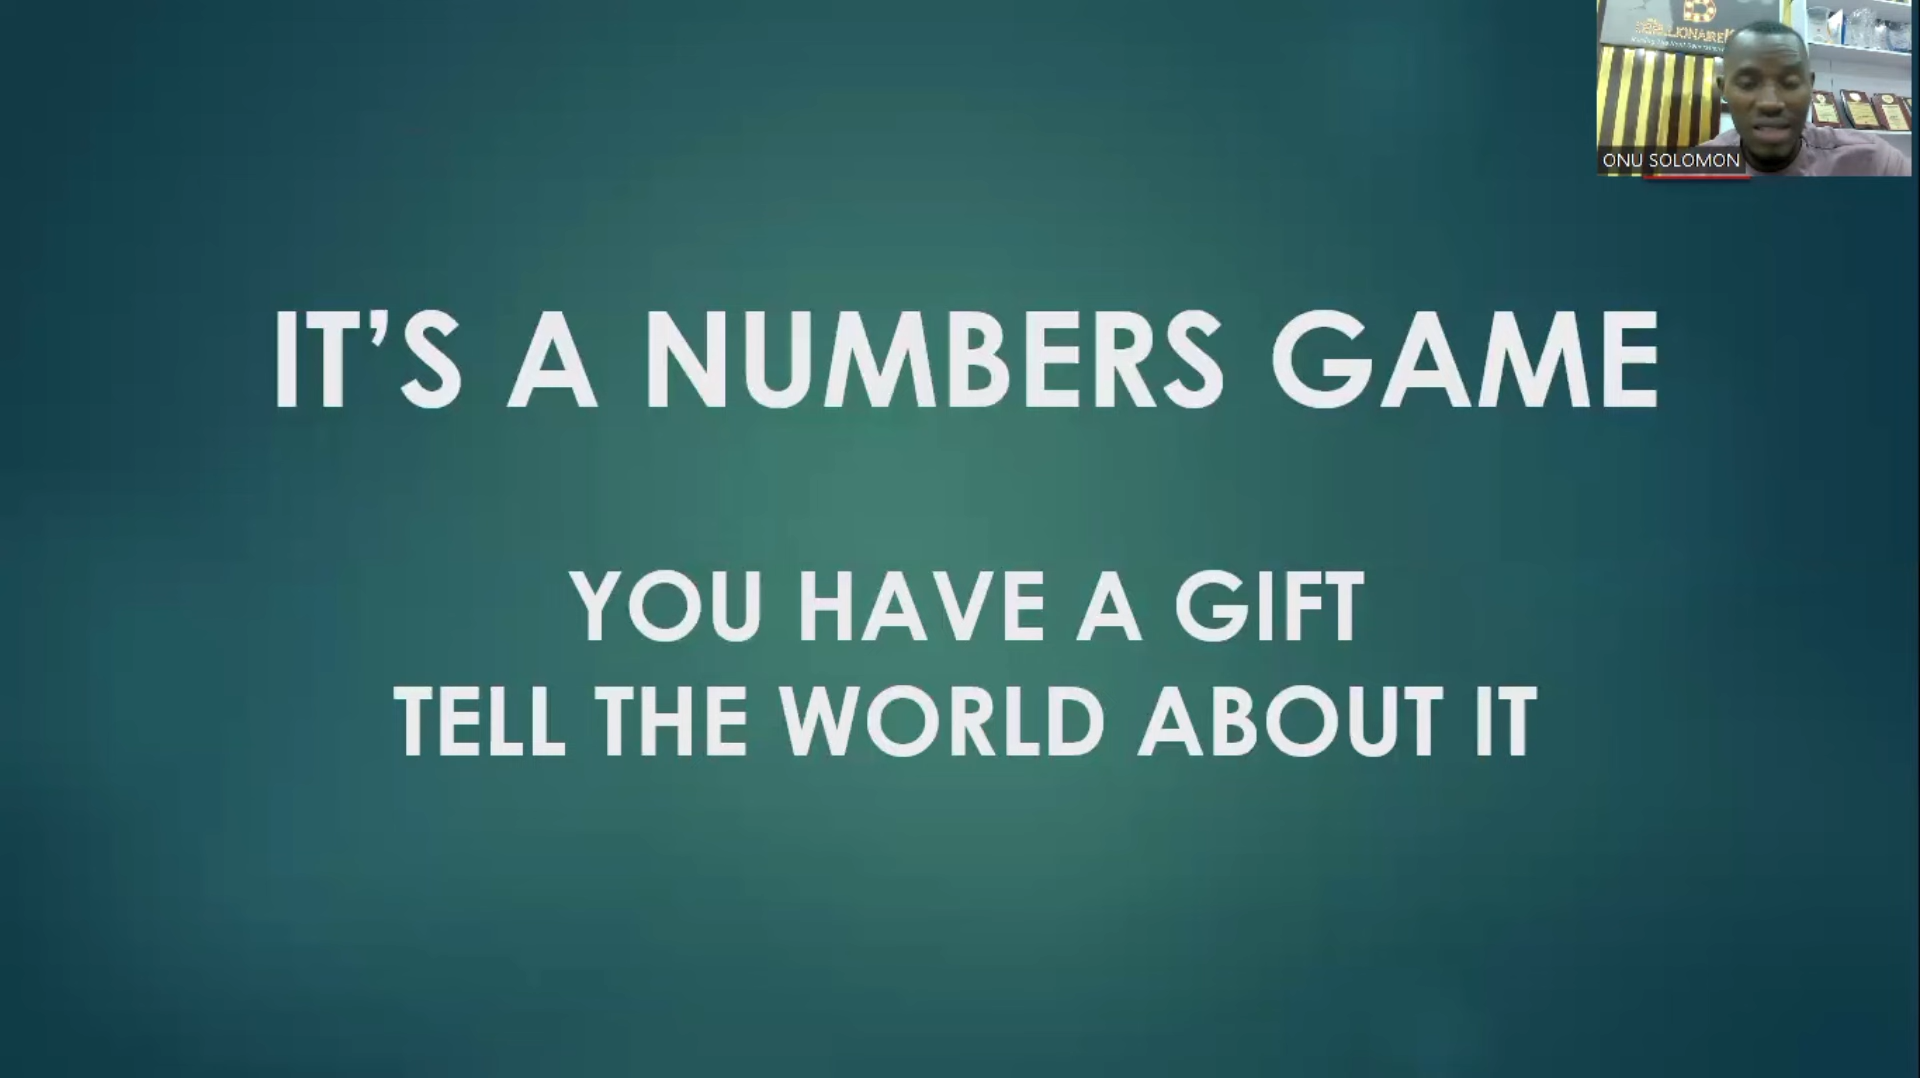 IT'S A NUMBERS GAME
YOU HAVE A GIFT
TELL THE WORLD ABOUT IT
ONU SOLOMON